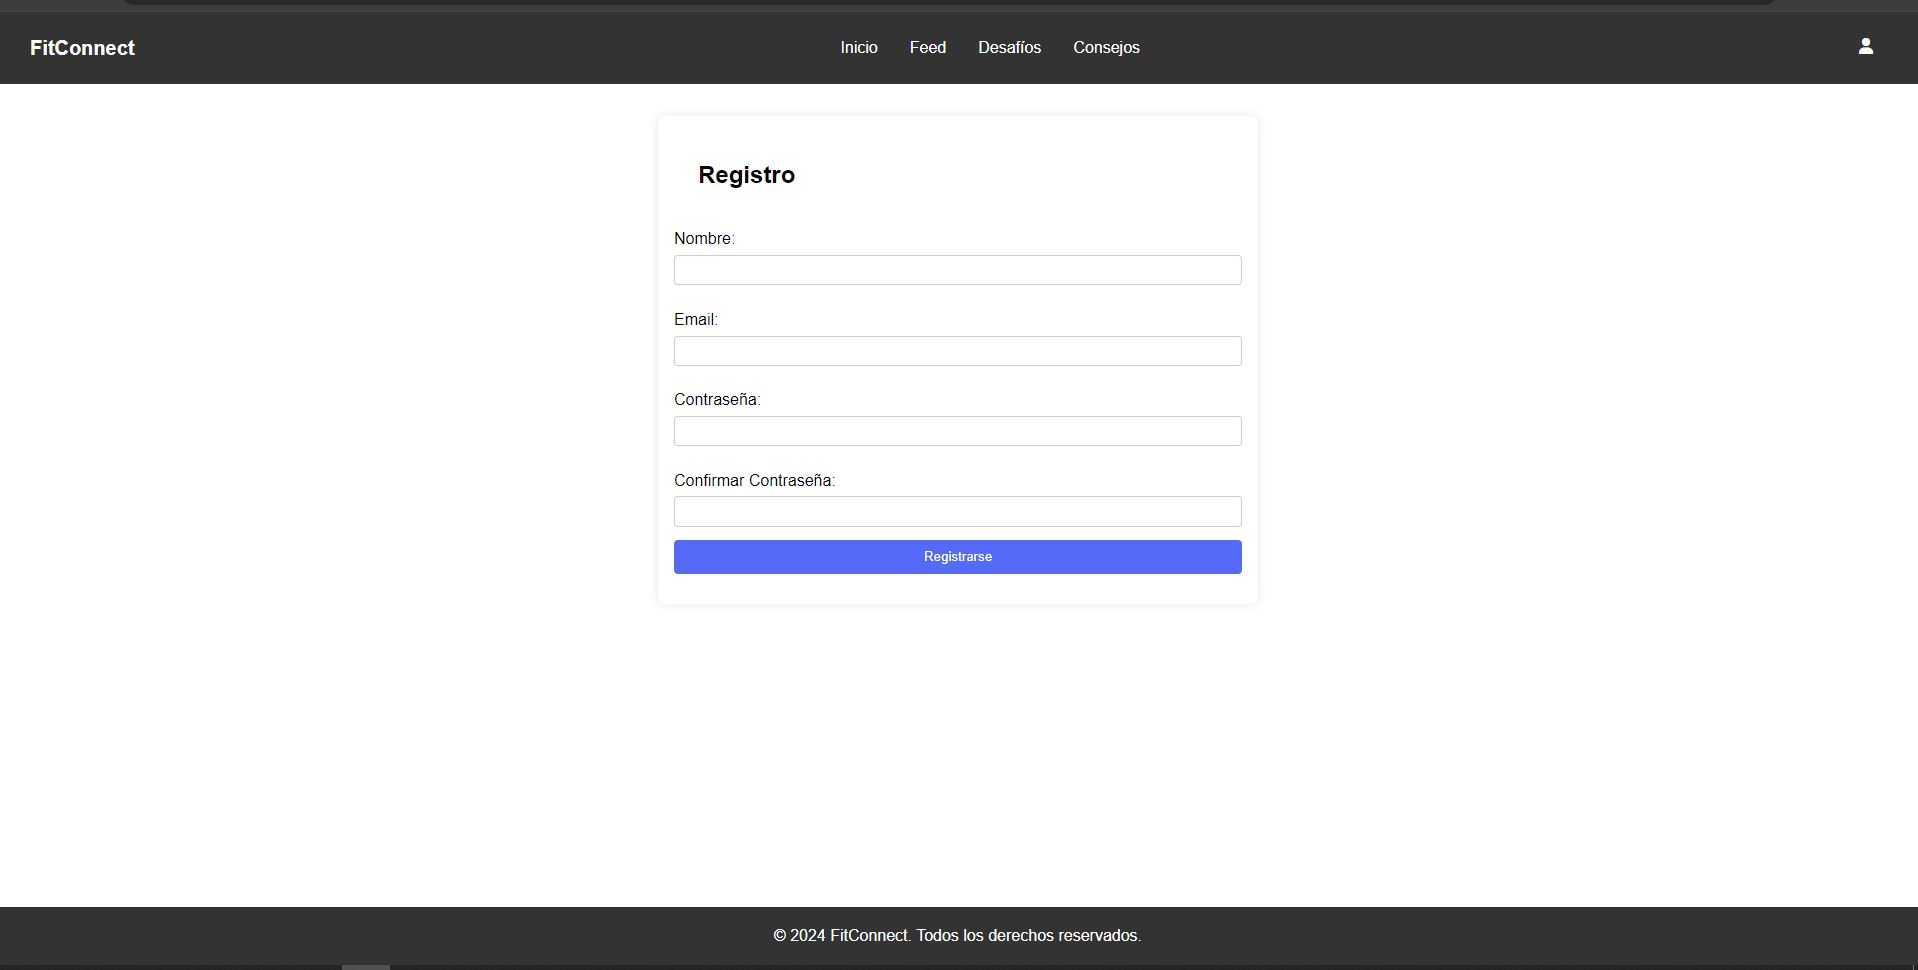 FitConnect
Inicio Feed Desafíos Consejos
Registro
Nombre:
Email:
Contraseña:
Confirmar Contraseña:
Registrarse
© 2024 FitConnect. Todos los derechos reservados.